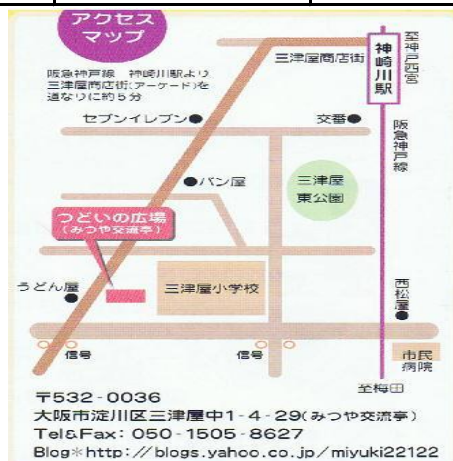 アクセス
マップ
阪急神戸線　神崎川駅より
三津屋商店街(アーケード)を
道なりに約5分
三津屋商店街
神崎川駅
至神戸西宮
阪急神戸線
セブンイレブン●
交番●
●パン屋
三津屋
東公園
つどいの広場
(みつや交流亭)
うどん屋
三津屋小学校
西松屋
信号
信号
市民
病院
至梅田
〒532-0036
大阪市淀川区三津屋中1-4-29(みつや交流亭)
Tel&Fax: 050-1505-8627
Blog*http://blogs.yahoo.co.jp/miyuki22122